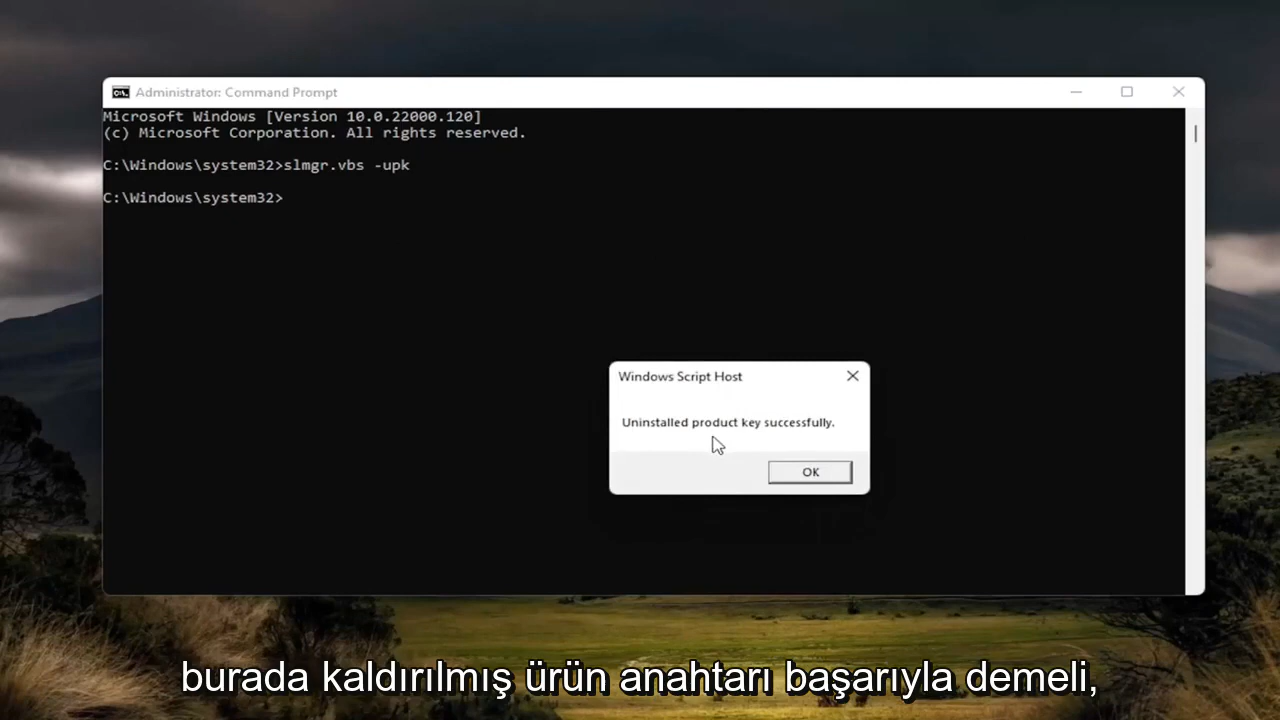 Administrator: Command Prompt
Microsoft Windows [Version 10.0.22000.120]
(c) Microsoft Corporation. All rights reserved.
C:\Windows\system32>slmgr.vbs -upk
C:\Windows\system32>
Windows Script Host
Uninstalled product key successfully.
OK
burada kaldırılmış ürün anahtarı başarıyla demeli,